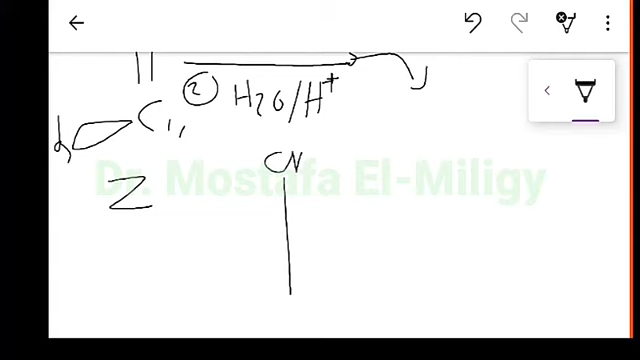 ② H2O/H+
C
Z
CN
Dr. Mostafa El-Miligy